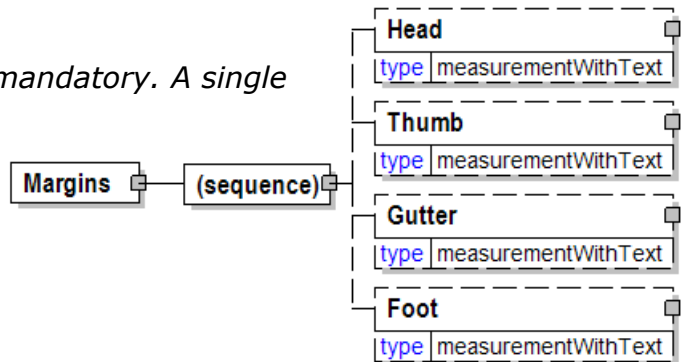 Head
type measurementWithText
mandatory. A single
Thumb
type measurementWithText
Margins
(sequence)
Gutter
type measurementWithText
Foot
type measurementWithText